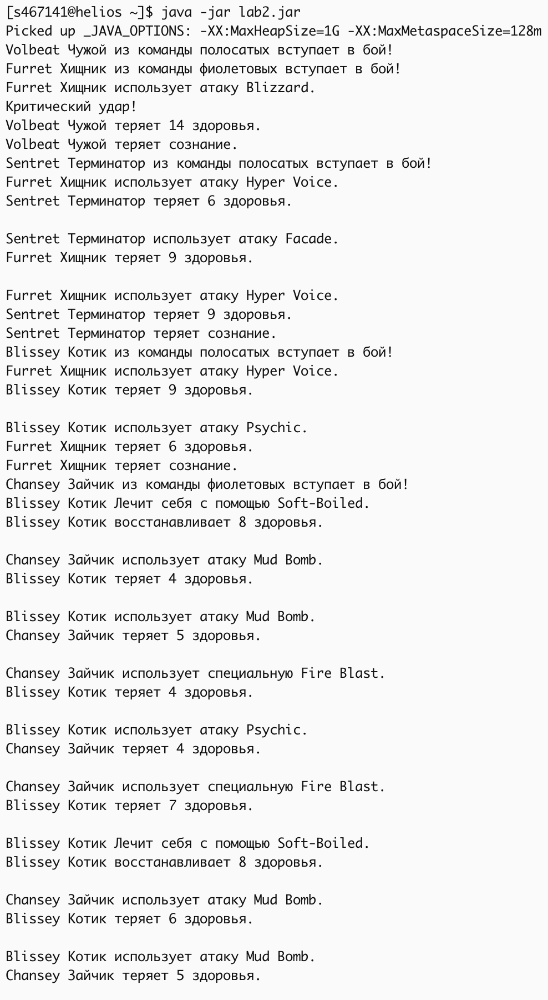 [s467141@helios ~]$ java -jar lab2.jar
Picked up _JAVA_OPTIONS: -XX:MaxHeapSize=1G -XX:MaxMetaspaceSize=128m
Volbeat Чужой из команды полосатых вступает в бой!
Furret Хищник из команды фиолетовых вступает в бой!
Furret Хищник использует атаку Blizzard.
Критический удар!
Volbeat Чужой теряет 14 здоровья.
Volbeat Чужой теряет сознание.
Sentret Терминатор из команды полосатых вступает в бой!
Furret Хищник использует атаку Hyper Voice.
Sentret Терминатор теряет 6 здоровья.

Sentret Терминатор использует атаку Facade.
Furret Хищник теряет 9 здоровья.

Furret Хищник использует атаку Hyper Voice.
Sentret Терминатор теряет 9 здоровья.
Sentret Терминатор теряет сознание.
Blissey Котик из команды полосатых вступает в бой!
Furret Хищник использует атаку Hyper Voice.
Blissey Котик теряет 9 здоровья.

Blissey Котик использует атаку Psychic.
Furret Хищник теряет 6 здоровья.
Furret Хищник теряет сознание.
Chansey Зайчик из команды фиолетовых вступает в бой!
Blissey Котик Лечит себя с помощью Soft-Boiled.
Blissey Котик восстанавливает 8 здоровья.

Chansey Зайчик использует атаку Mud Bomb.
Blissey Котик теряет 4 здоровья.

Blissey Котик использует атаку Mud Bomb.
Chansey Зайчик теряет 5 здоровья.

Chansey Зайчик использует специальную Fire Blast.
Blissey Котик теряет 4 здоровья.

Blissey Котик использует атаку Psychic.
Chansey Зайчик теряет 4 здоровья.

Chansey Зайчик использует специальную Fire Blast.
Blissey Котик теряет 7 здоровья.

Blissey Котик Лечит себя с помощью Soft-Boiled.
Blissey Котик восстанавливает 8 здоровья.

Chansey Зайчик использует атаку Mud Bomb.
Blissey Котик теряет 6 здоровья.

Blissey Котик использует атаку Mud Bomb.
Chansey Зайчик теряет 5 здоровья.